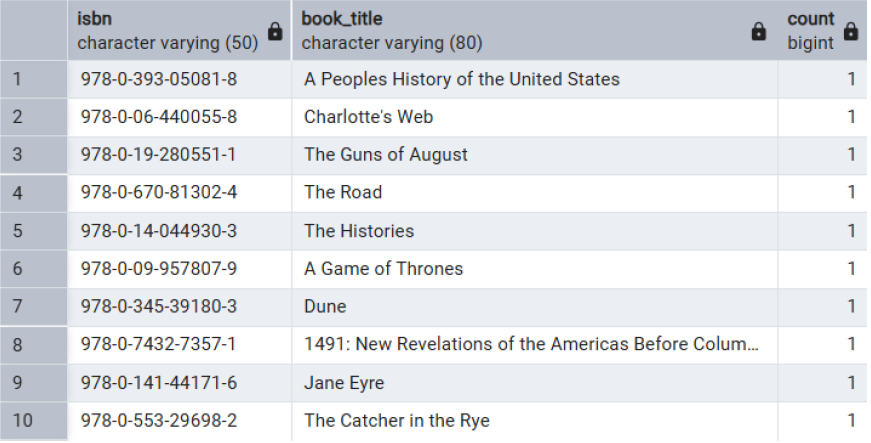 isbn book_title count
character varying (50) character varying (80) bigint
1 978-0-393-05081-8 A Peoples History of the United States 1
2 978-0-06-440055-8 Charlotte's Web 1
3 978-0-19-280551-1 The Guns of August 1
4 978-0-670-81302-4 The Road 1
5 978-0-14-044930-3 The Histories 1
6 978-0-09-957807-9 A Game of Thrones 1
7 978-0-345-39180-3 Dune 1
8 978-0-7432-7357-1 1491: New Revelations of the Americas Before Colum... 1
9 978-0-141-44171-6 Jane Eyre 1
10 978-0-553-29698-2 The Catcher in the Rye 1